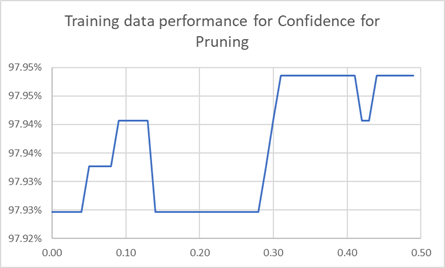 Training data performance for Confidence for
Pruning
97.95%
97.95%
97.94%
97.94%
97.93%
97.93%
97.92%
0.00 0.10 0.20 0.30 0.40 0.50